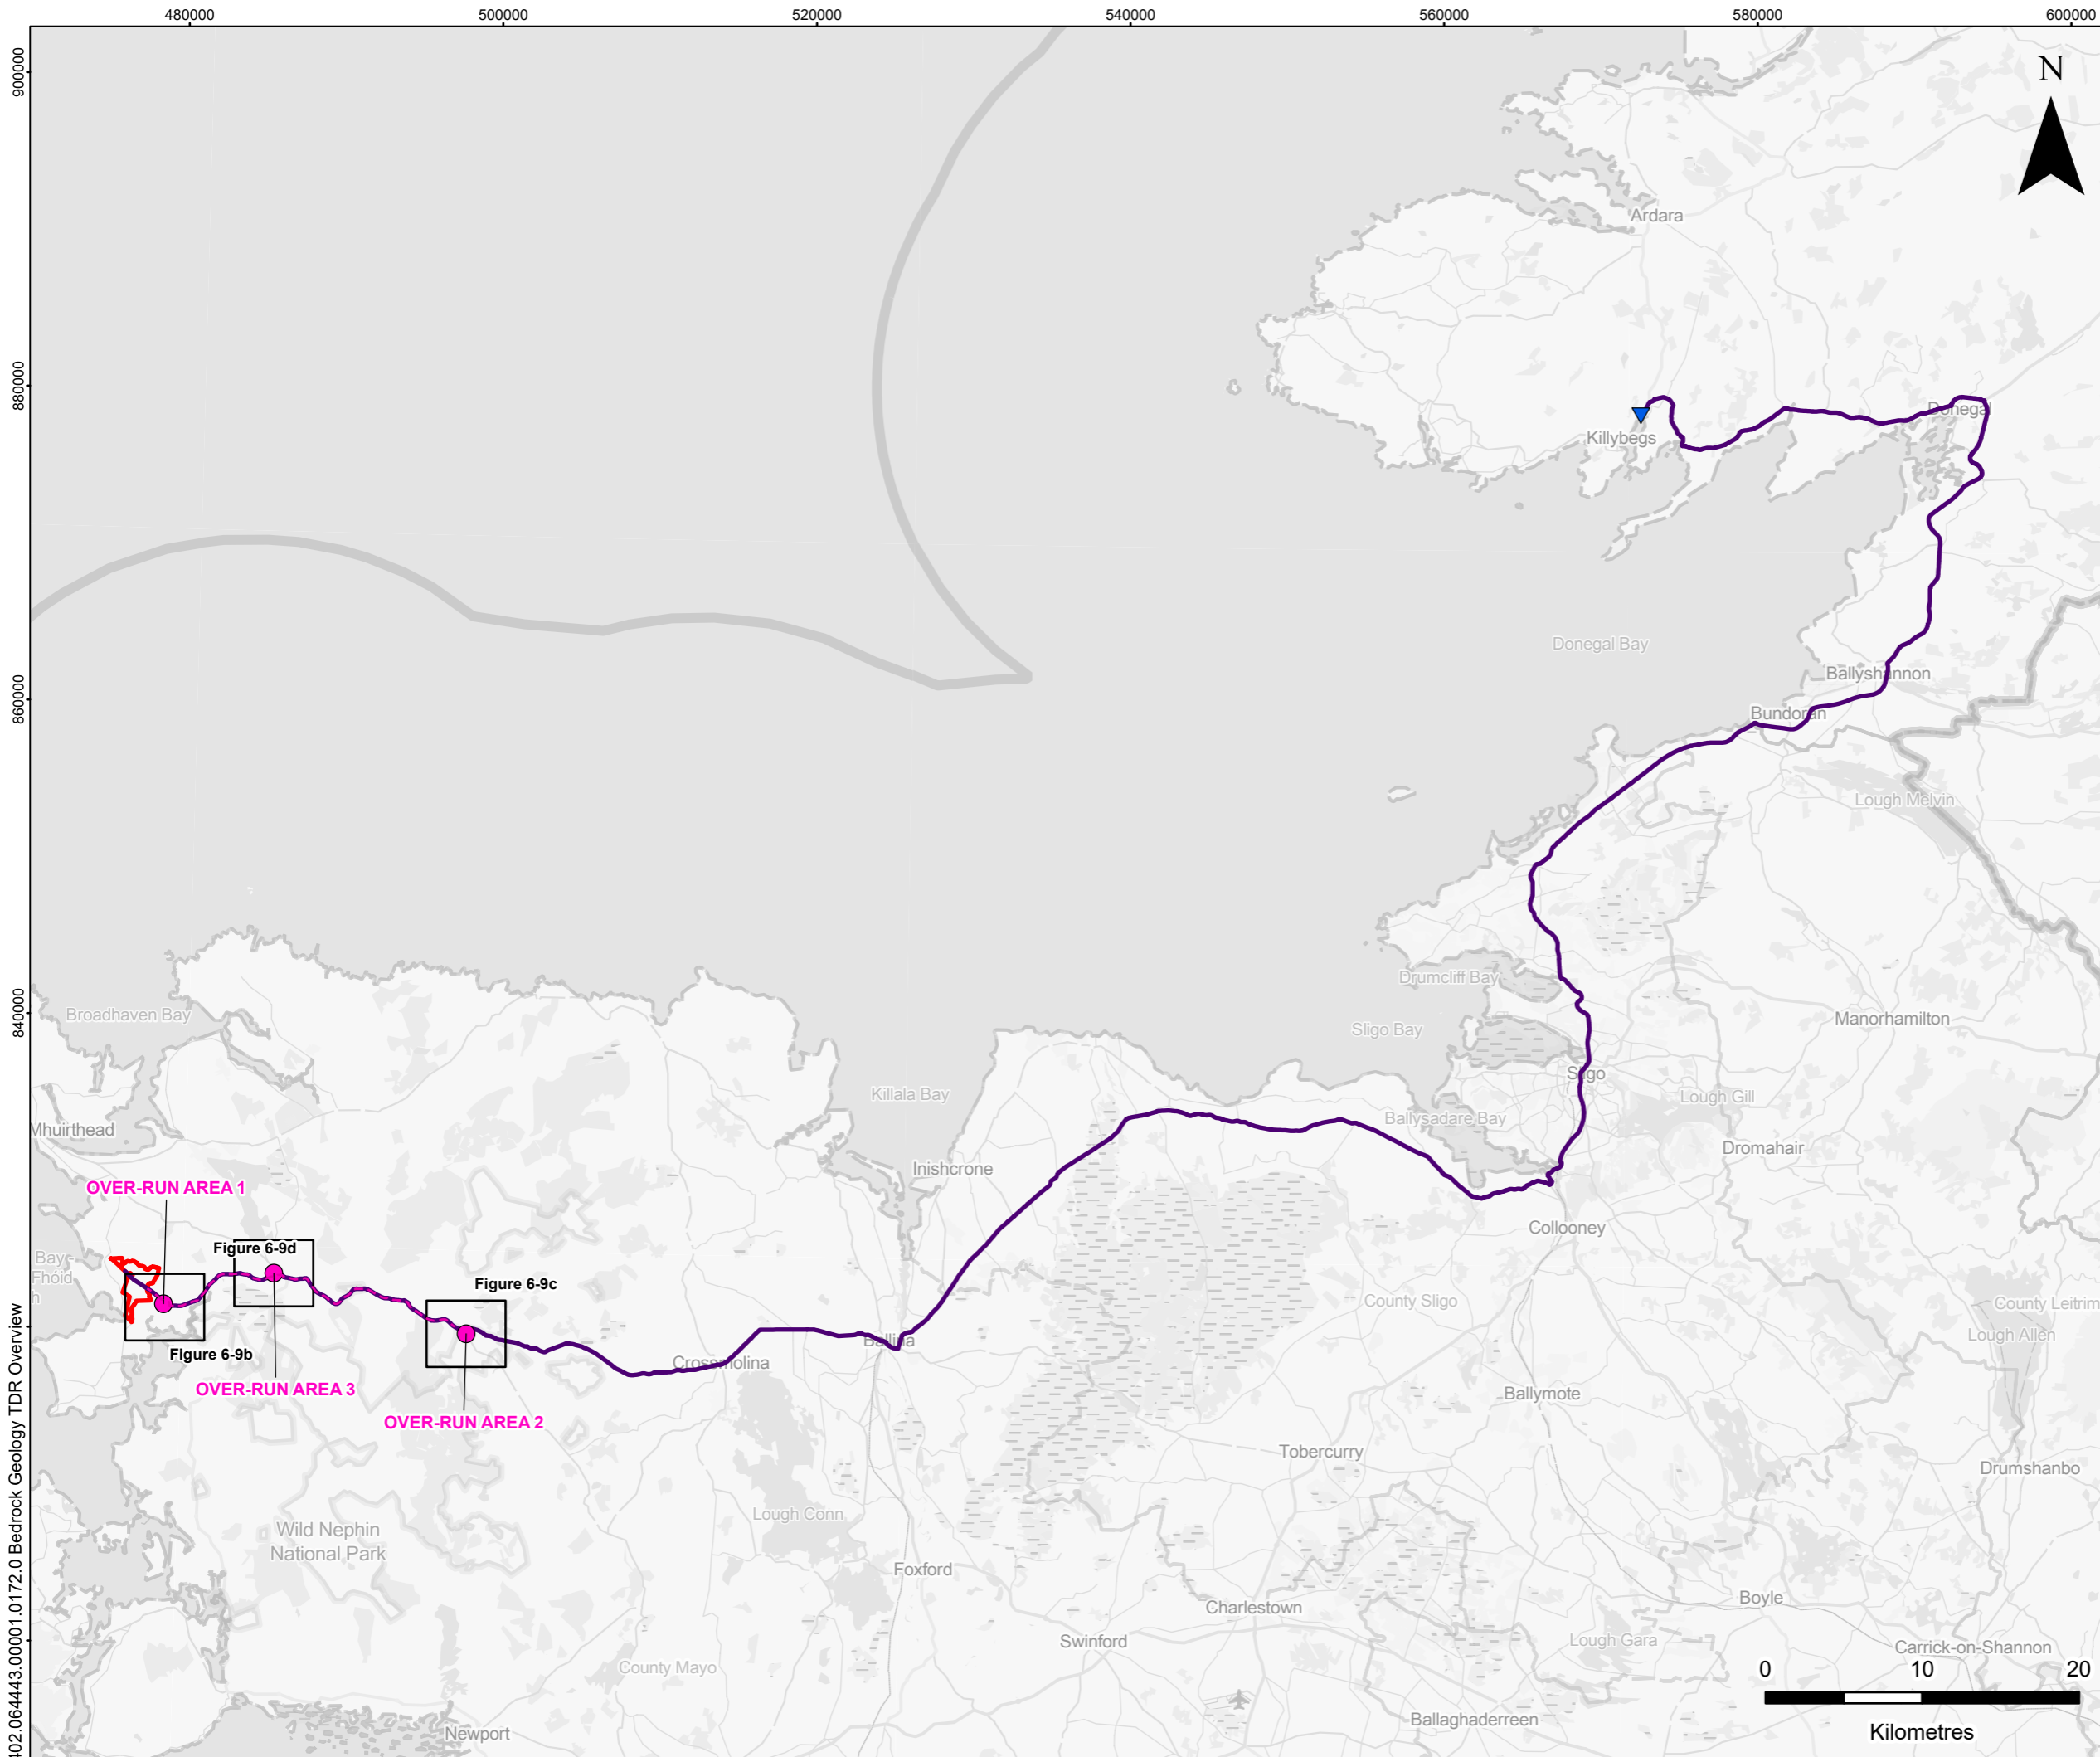 480000
500000
520000
540000
560000
580000
600000
900000
880000
860000
840000
N
Ardara
Killybegs
Donegal
Donegal Bay
Ballyshannon
Bundoran
Lough Melvin
Drumcliff Bay
Sligo Bay
Manorhamilton
Broadhaven Bay
Sligo
Killala Bay
Lough Gill
Ballysadare Bay
Mhuirthead
Dromahair
Inishcrone
OVER-RUN AREA 1
Collooney
Figure 6-9d
Bay-
Fhóid
h
Figure 6-9c
County Sligo
County Leitrim
Lough Allen
Ballina
Figure 6-9b
Crossmolina
OVER-RUN AREA 3
Ballymote
OVER-RUN AREA 2
Tobercurry
Drumshanbo
Lough Conn
Wild Nephin
National Park
Foxford
Boyle
Charlestown
Lough Gara
Swinford
Carrick-on-Shannon
County Mayo
0 10 20
Kilometres
Newport
Ballaghaderreen
402.064443.0001.0172.0 Bedrock Geology TDR Overview